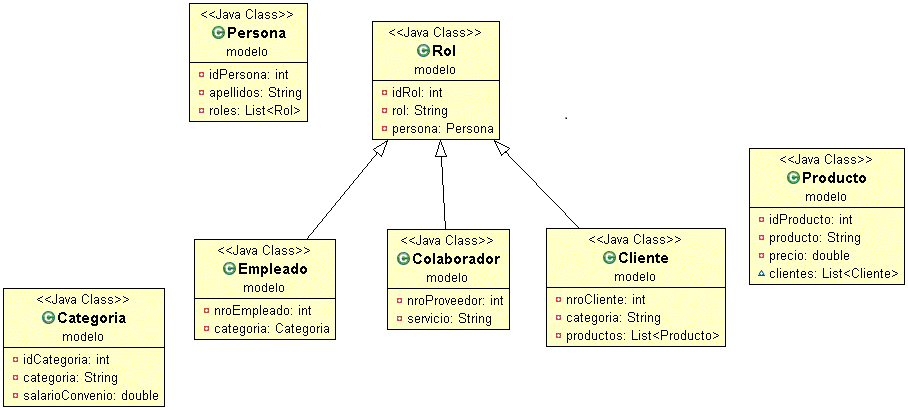 <<Java Class>>
Persona
modelo
idPersona: int
apellidos: String
roles: List<Rol>
<<Java Class>>
Rol
modelo
idRol: int
rol: String
persona: Persona
<<Java Class>>
Producto
modelo
idProducto: int
producto: String
precio: double
clientes: List<Cliente>
<<Java Class>>
Empleado
modelo
nroEmpleado: int
categoria: Categoria
<<Java Class>>
Colaborador
modelo
nroProveedor: int
servicio: String
<<Java Class>>
Cliente
modelo
nroCliente: int
categoria: String
productos: List<Producto>
<<Java Class>>
Categoria
modelo
idCategoria: int
categoria: String
salarioConvenio: double